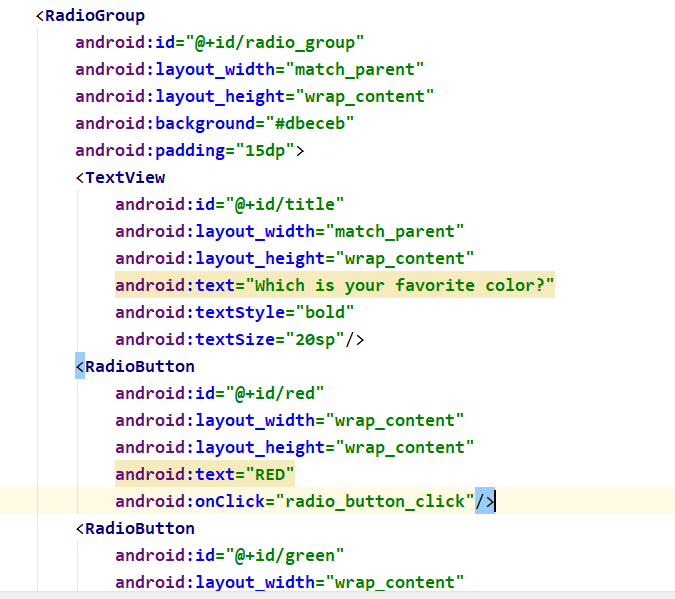 <RadioGroup
android:id="@+id/radio_group"
android:layout_width="match_parent"
android:layout_height="wrap_content"
android:background="#dbeceb"
android:padding="15dp">
<TextView
android:id="@+id/title"
android:layout_width="match_parent"
android:layout_height="wrap_content"
android:text="Which is your favorite color?"
android:textStyle="bold"
android:textSize="20sp"/>
<RadioButton
android:id="@+id/red"
android:layout_width="wrap_content"
android:layout_height="wrap_content"
android:text="RED"
android:onClick="radio_button_click"/>
<RadioButton
android:id="@+id/green"
android:layout_width="wrap_content"